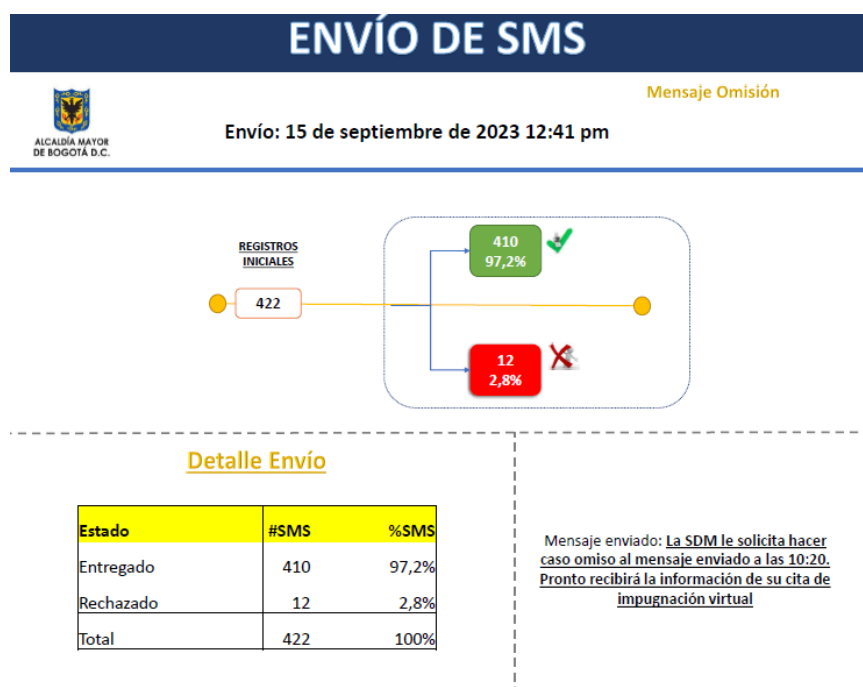 ENVÍO DE SMS
Mensaje Omisión
ALCALDÍA MAYOR
DE BOGOTÁ D.C.
Envío: 15 de septiembre de 2023 12:41 pm
REGISTROS
INICIALES
422
410
97,2%
12
2,8%
Detalle Envío
Estado #SMS %SMS
Entregado 410 97,2%
Rechazado 12 2,8%
Total 422 100%
Mensaje enviado: La SDM le solicita hacer
caso omiso al mensaje enviado a las 10:20.
Pronto recibirá la información de su cita de
impugnación virtual